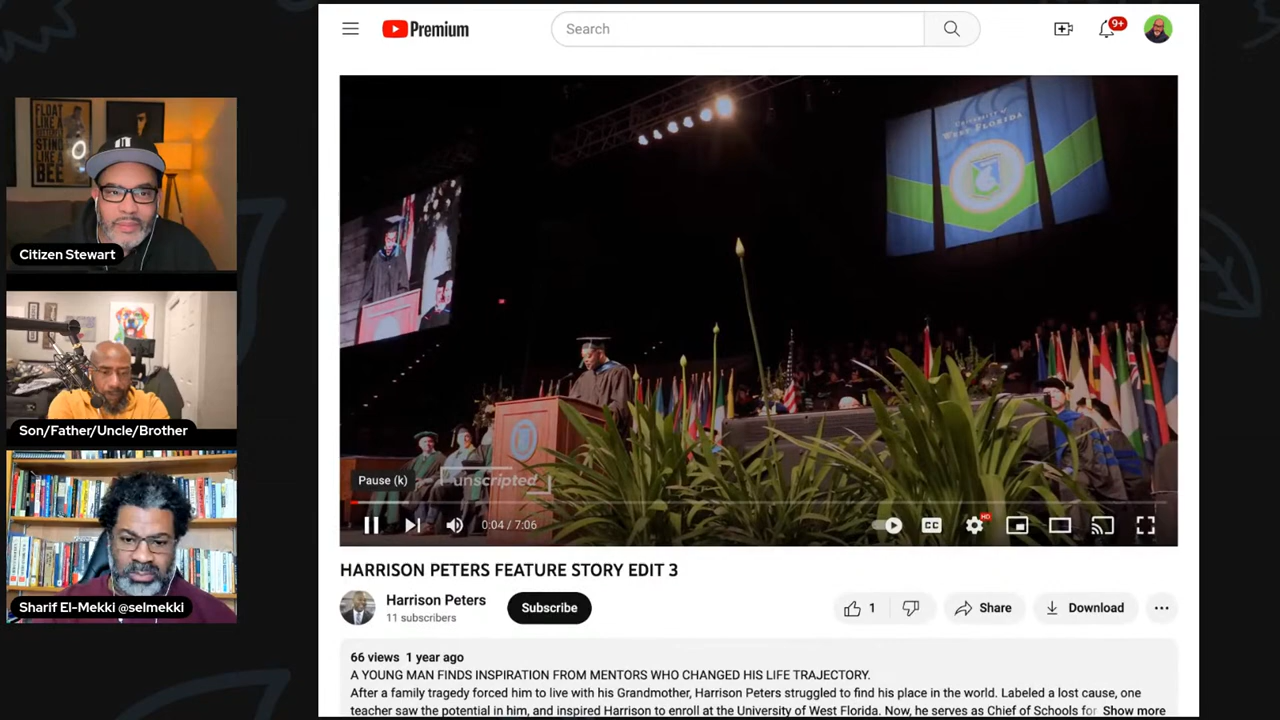 Premium
Search
9+
FLOAT
LIKE A
STING
LIKE A
BEE
Citizen Stewart
Son/Father/Uncle/Brother
Sharif El-Mekki @selmekki
UNIVERSITY of
WEST FLORIDA
unscripted
Pause (k)
0:04 / 7:06
CC
HD
HARRISON PETERS FEATURE STORY EDIT 3
Harrison Peters
11 subscribers
Subscribe
1
Share
Download
66 views 1 year ago
A YOUNG MAN FINDS INSPIRATION FROM MENTORS WHO CHANGED HIS LIFE TRAJECTORY.
After a family tragedy forced him to live with his Grandmother, Harrison Peters struggled to find his place in the world. Labeled a lost cause, one
teacher saw the potential in him, and inspired Harrison to enroll at the University of West Florida. Now, he serves as Chief of Schools for Show more